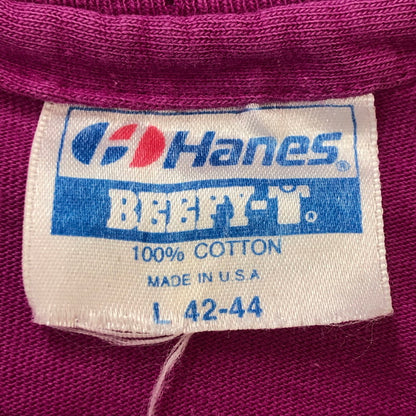 Hanes®
BEEFY-T®
100% COTTON
MADE IN U.S.A
L 42-44